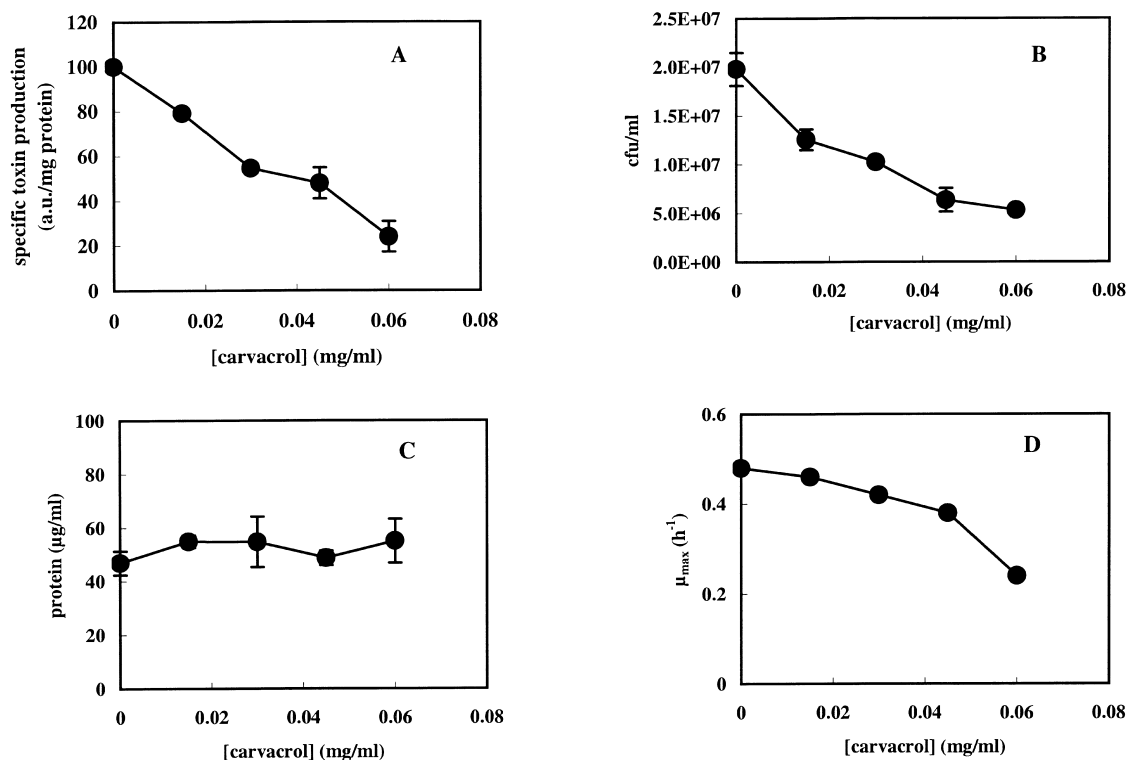 120
100
80
60
40
20
0
specific toxin production
(a.u./mg protein)
A
0 0.02 0.04 0.06 0.08
[carvacrol] (mg/ml)
2.5E+07
2.0E+07
1.5E+07
1.0E+07
5.0E+06
0.0E+00
cfu/ml
B
0 0.02 0.04 0.06 0.08
[carvacrol] (mg/ml)
100
80
60
40
20
0
protein (µg/ml)
C
0 0.02 0.04 0.06 0.08
[carvacrol] (mg/ml)
0.6
0.4
0.2
0
µmax (h⁻¹)
D
0 0.02 0.04 0.06 0.08
[carvacrol] (mg/ml)